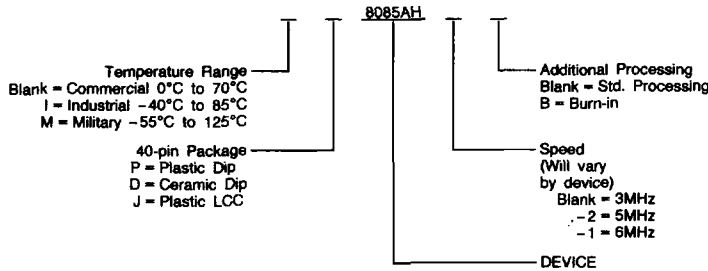 8085AH
Temperature Range
Blank = Commercial 0°C to 70°C
I = Industrial −40°C to 85°C
M = Military −55°C to 125°C
40-pin Package
P = Plastic Dip
D = Ceramic Dip
J = Plastic LCC
Additional Processing
Blank = Std. Processing
B = Burn-in
Speed
(Will vary
by device)
Blank = 3MHz
−2 = 5MHz
−1 = 6MHz
DEVICE